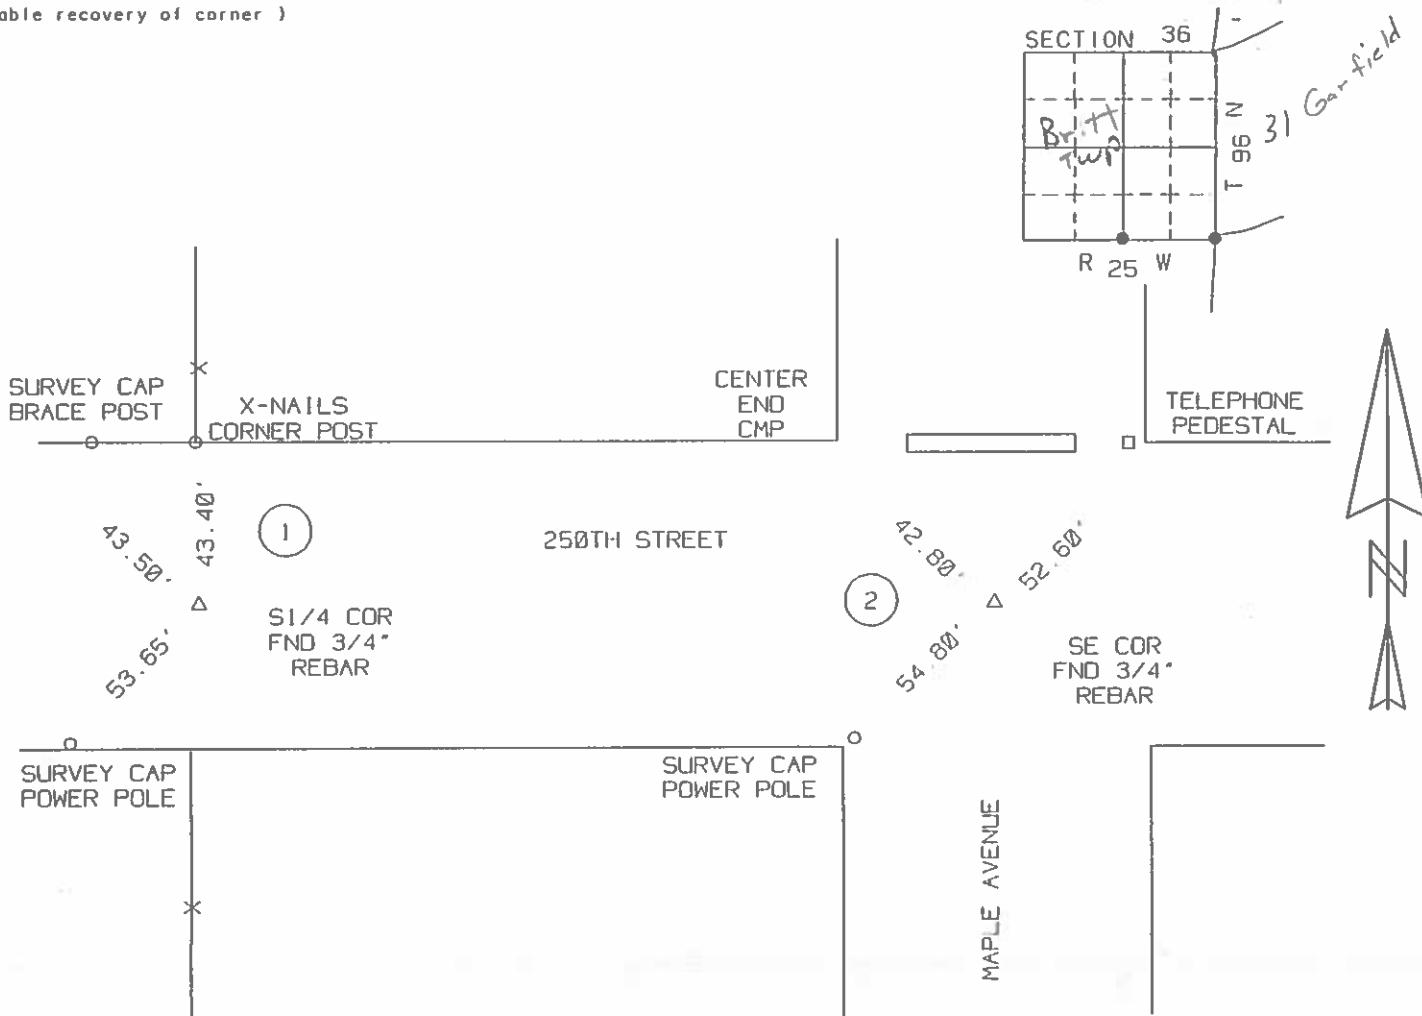 able recovery of corner )
SECTION 36
Britt
Twp
T 96 N
31 Garfield
R 25 W
SURVEY CAP
BRACE POST
X-NAILS
CORNER POST
CENTER
END
CMP
TELEPHONE
PEDESTAL
43.50'
43.40'
1
250TH STREET
42.80'
52.60'
2
53.65'
S1/4 COR
FND 3/4"
REBAR
54.80'
SE COR
FND 3/4"
REBAR
N
SURVEY CAP
POWER POLE
SURVEY CAP
POWER POLE
MAPLE AVENUE